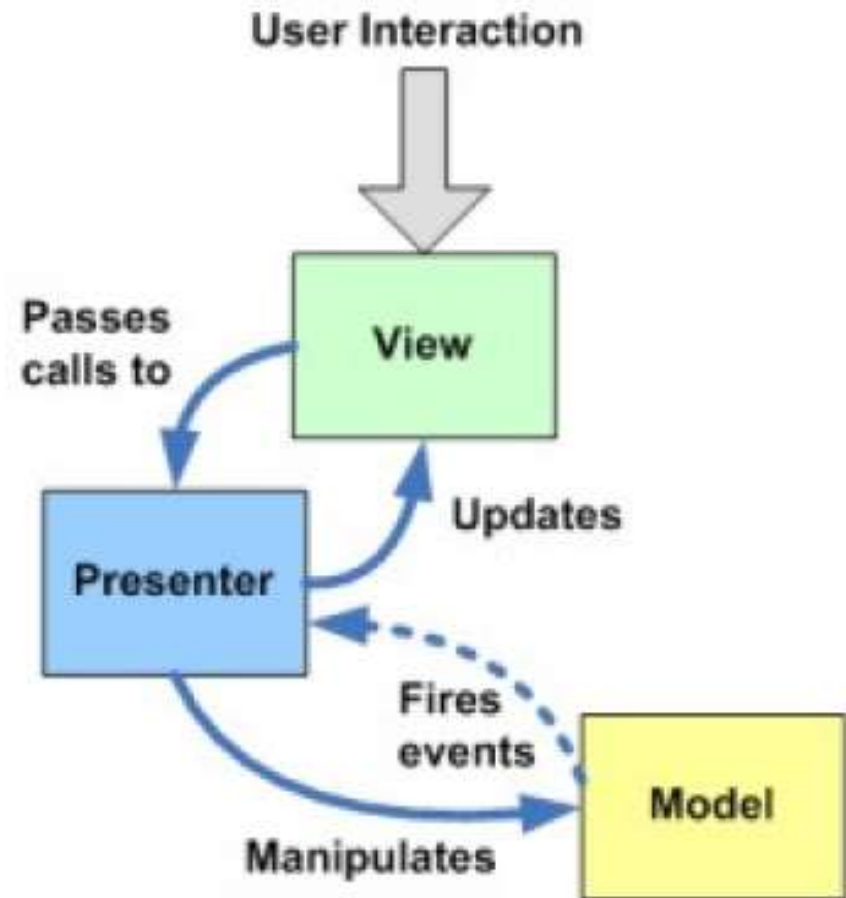 User Interaction
View
Passes
calls to
Updates
Presenter
Fires
events
Model
Manipulates